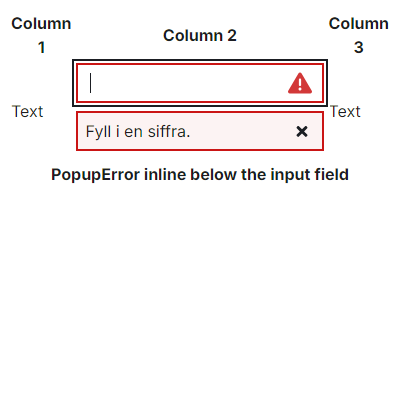 Column 1
Column 2
Column 3
Text
Text
Fyll i en siffra.
PopupError inline below the input field